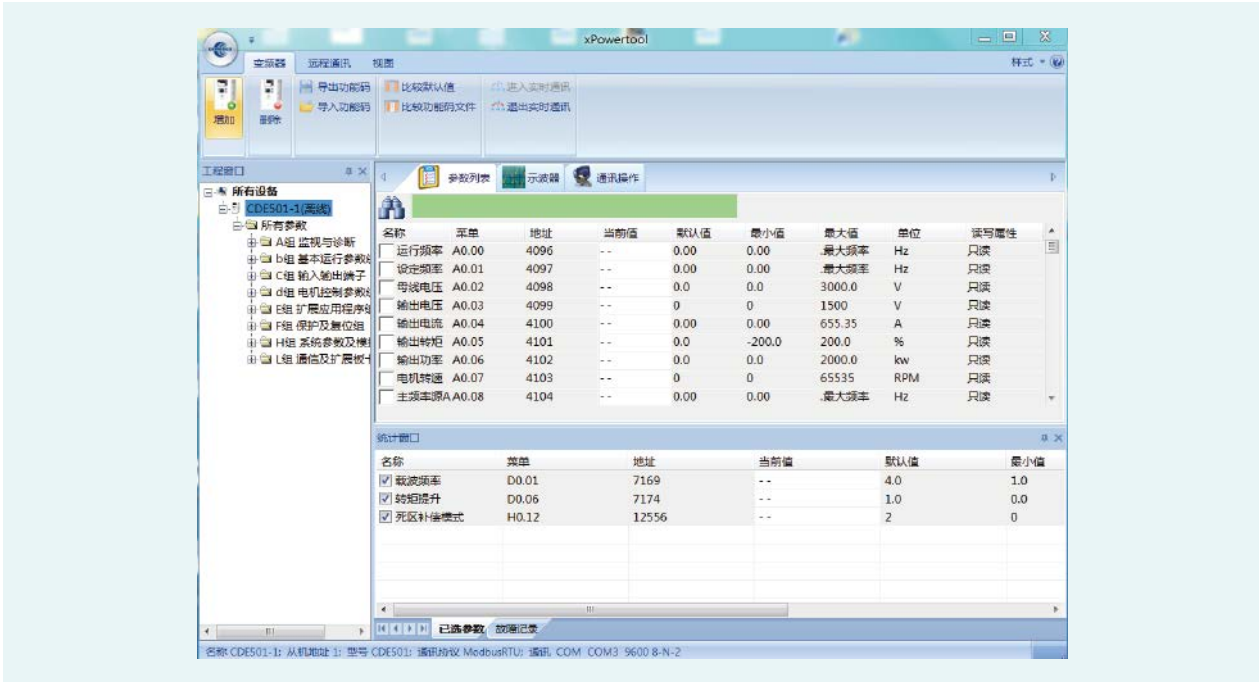 xPowertool
变频器 远程通讯 视图 样式
导出功能码 比较默认值 进入实时通讯
导入功能码 比较功能码文件 退出实时通讯
增加 删除
工程窗口
所有设备
CDE501-1(离线)
所有参数
A组 监视与诊断
b组 基本运行参数
C组 输入输出端子
d组 电机控制参数
E组 扩展应用程序
F组 保护及复位组
H组 系统参数及模
L组 通信及扩展板卡
参数列表 示波器 通讯操作
名称 菜单 地址 当前值 默认值 最小值 最大值 单位 读写属性
运行频率 A0.00 4096 -- 0.00 0.00 .最大频率 Hz 只读
设定频率 A0.01 4097 -- 0.00 0.00 .最大频率 Hz 只读
母线电压 A0.02 4098 -- 0.0 0.0 3000.0 V 只读
输出电压 A0.03 4099 -- 0 0 1500 V 只读
输出电流 A0.04 4100 -- 0.00 0.00 655.35 A 只读
输出转矩 A0.05 4101 -- 0.0 -200.0 200.0 % 只读
输出功率 A0.06 4102 -- 0.0 0.0 2000.0 kw 只读
电机转速 A0.07 4103 -- 0 0 65535 RPM 只读
主频率源A A0.08 4104 -- 0.00 0.00 .最大频率 Hz 只读
统计窗口
名称 菜单 地址 当前值 默认值 最小值
载波频率 D0.01 7169 -- 4.0 1.0
转矩提升 D0.06 7174 -- 1.0 0.0
死区补偿模式 H0.12 12556 -- 2 0
已选参数 故障记录
名称 CDE501-1; 从机地址 1; 型号 CDE501; 通讯协议 ModbusRTU; 通讯, COM COM3 9600 8-N-2